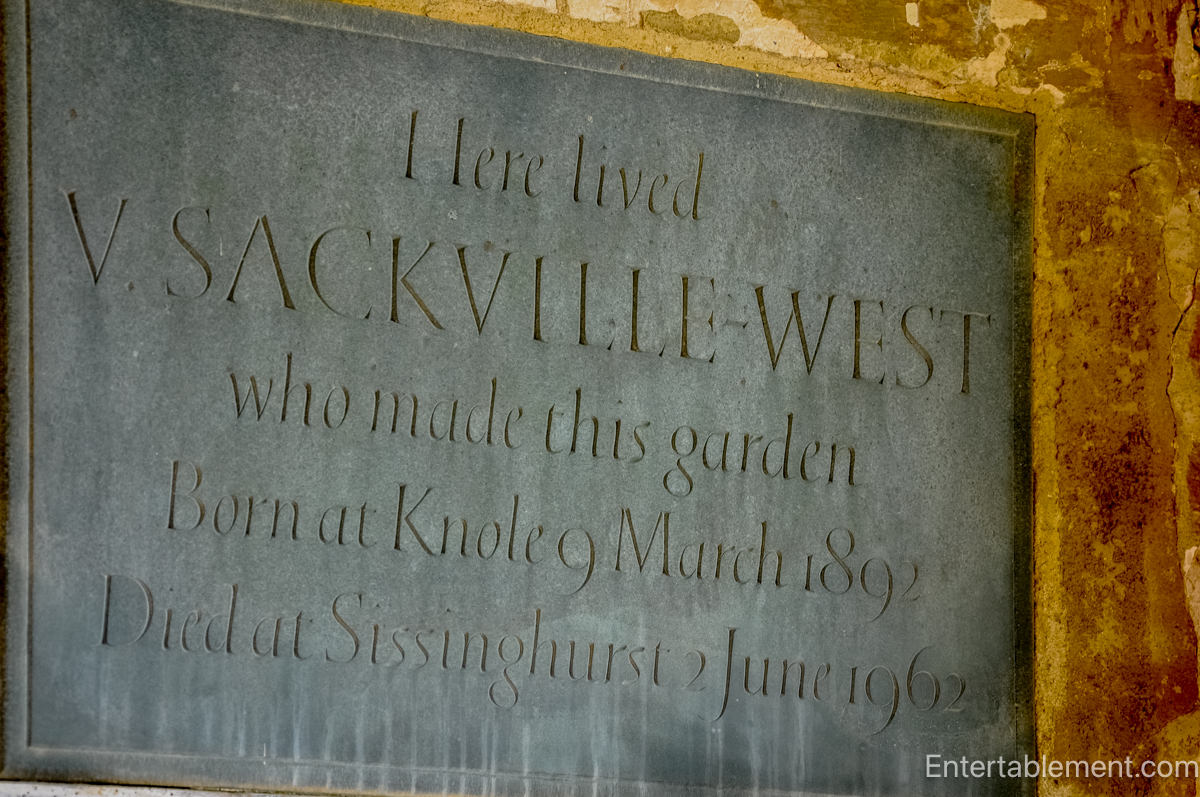 Here lived
V. SACKVILLE-WEST
who made this garden
Born at Knole 9 March 1892
Died at Sissinghurst 2 June 1962
Entertablement.com